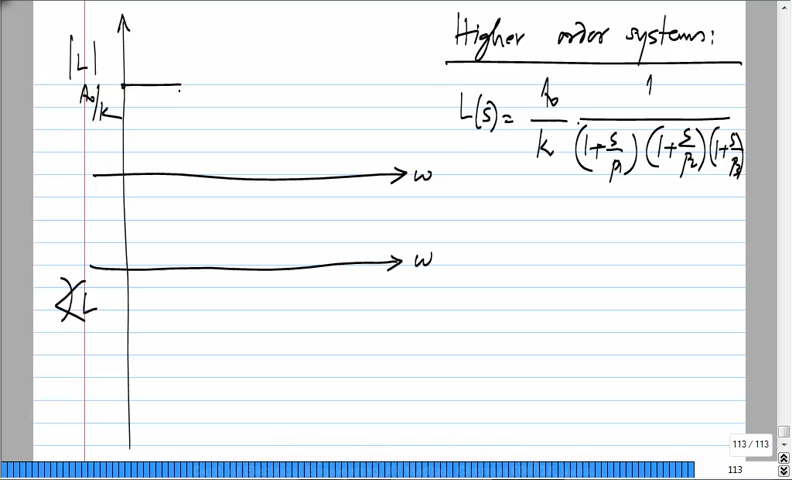 Higher order systems:
|L|
A₀/k
L(s) = A₀/k · 1/((1+s/p1)(1+s/p2)(1+s/p3))
ω
ω
∠L
113 / 113
113